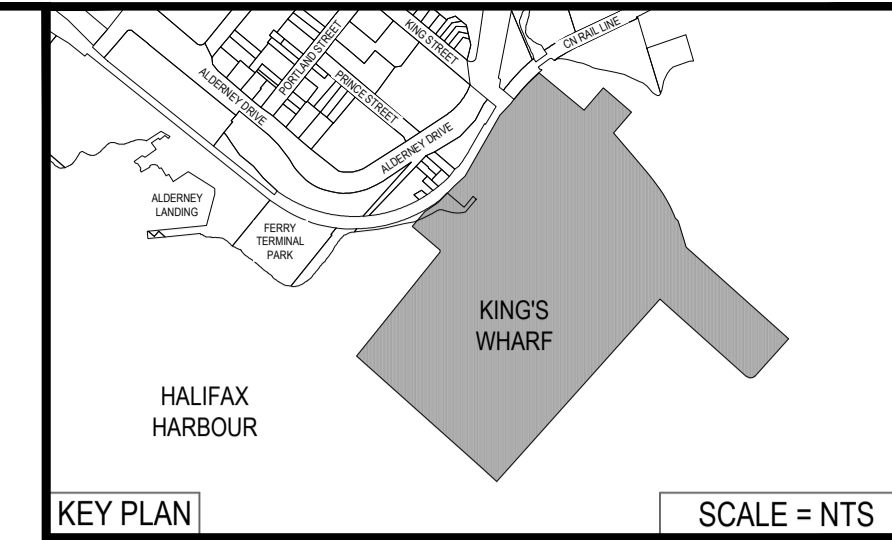 KING STREET
CN RAIL LINE
PORTLAND STREET
ALDERNEY DRIVE
PRINCE STREET
ALDERNEY DRIVE
ALDERNEY
LANDING
FERRY
TERMINAL
PARK
KING'S
WHARF
HALIFAX
HARBOUR
KEY PLAN
SCALE = NTS